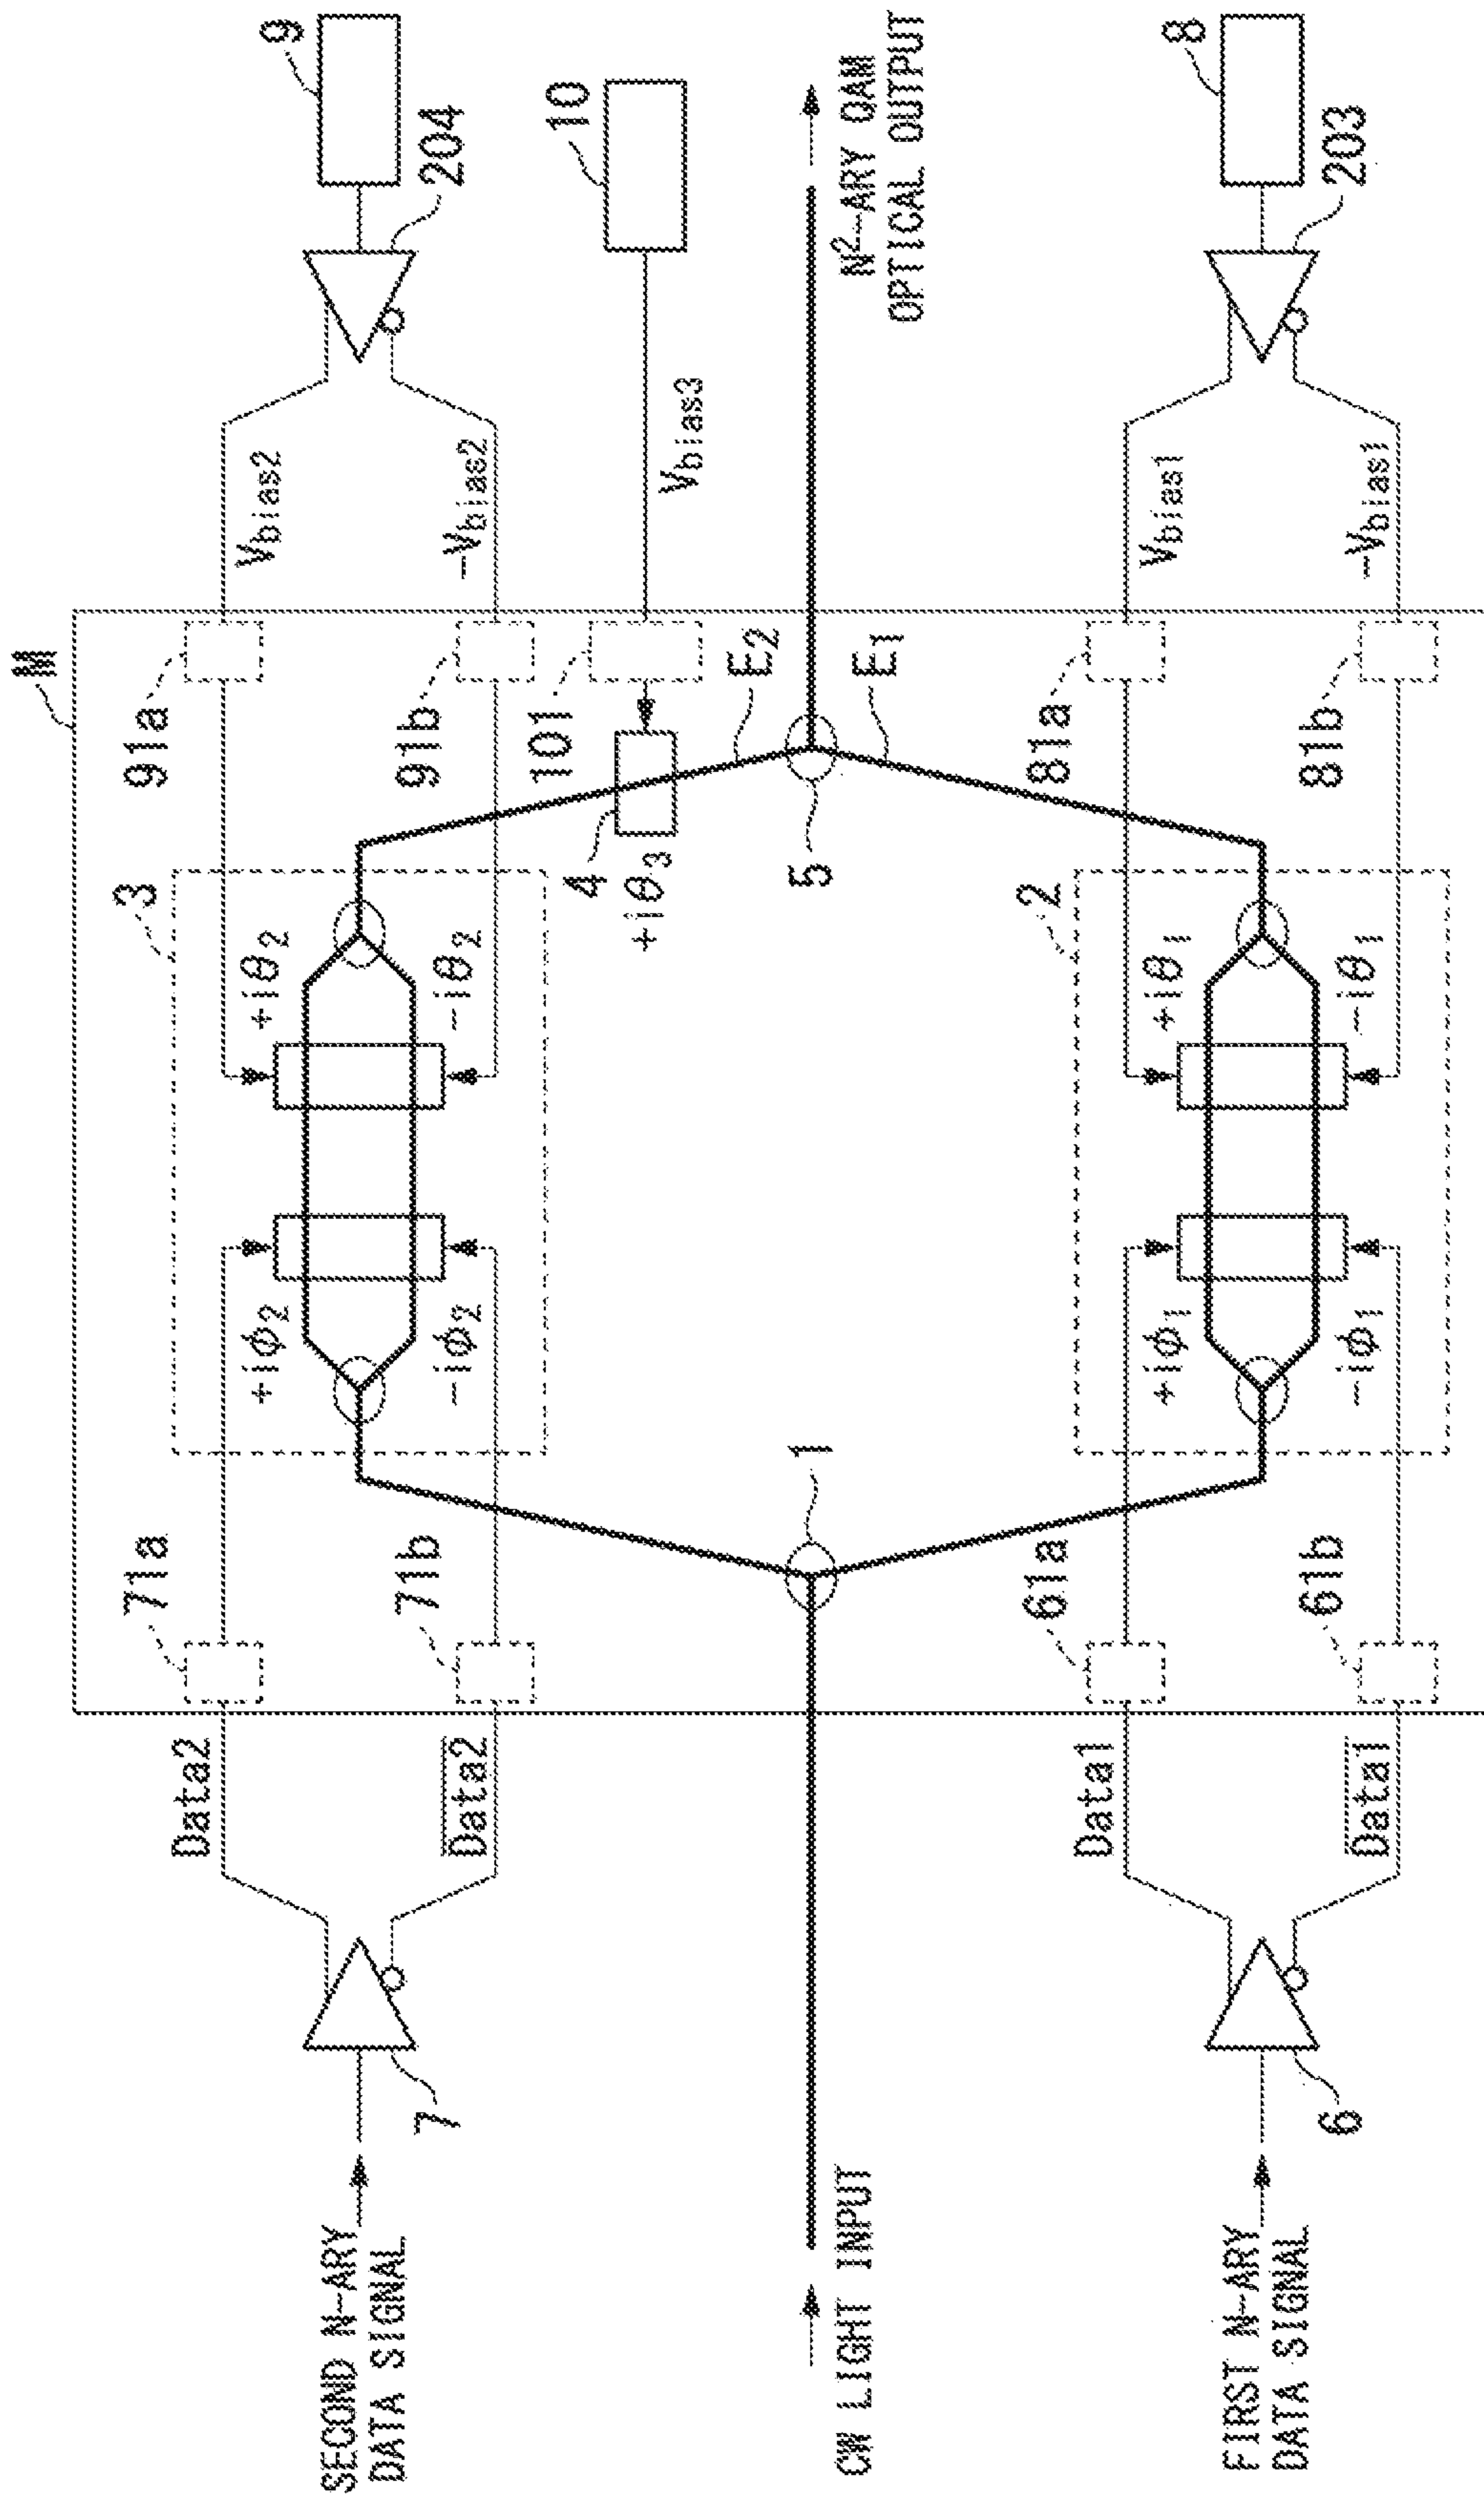 SECOND N-ARY
DATA SIGNAL
7
Data2
Data2
71a
71b
+iφ2
-iφ2
3
+iθ2
-iθ2
91a
91b
M
Vbias2
-Vbias2
204
9
101
4
+iθ3
Vbias3
10
CW LIGHT INPUT
1
5
E2
E1
N²-ARY QAM
OPTICAL OUTPUT
FIRST N-ARY
DATA SIGNAL
6
Data1
Data1
61a
61b
+iφ1
-iφ1
2
+iθ1
-iθ1
81a
81b
Vbias1
-Vbias1
203
8